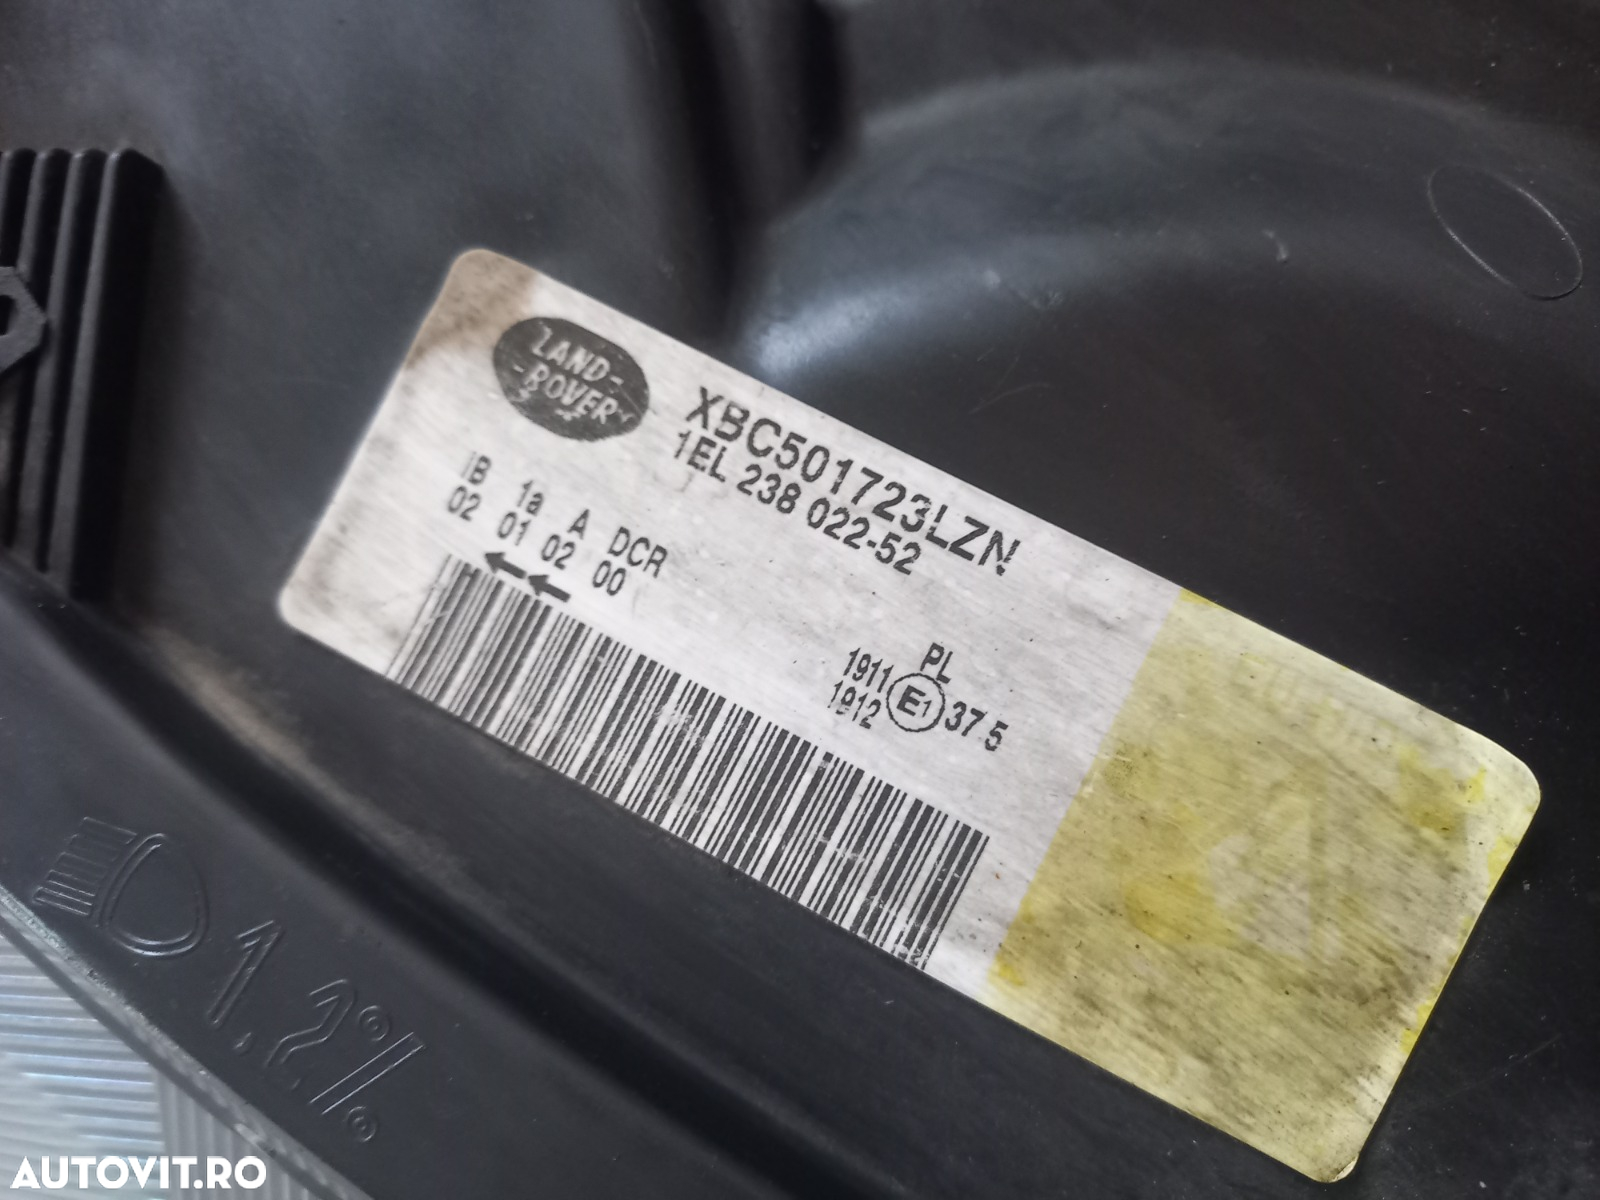 LAND-
-ROVER
XBC501723LZN
1EL 238 022-52
IB 1a A DCR
02 01 02 00
PL
1911 E1 37 5
1912
1.2%
AUTOVIT.RO